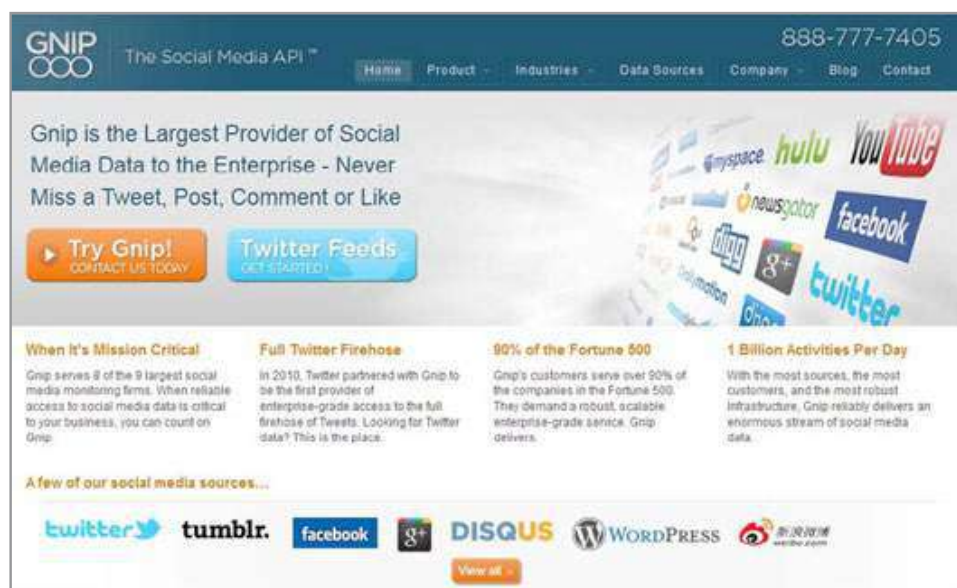 GNIP
The Social Media API ™
888-777-7405
Home Product Industries Data Sources Company Blog Contact
Gnip is the Largest Provider of Social
Media Data to the Enterprise - Never
Miss a Tweet, Post, Comment or Like
Try Gnip!
CONTACT US TODAY
Twitter Feeds
GET STARTED!
myspace hulu YouTube
newsgator facebook
digg g+ twitter
Dailymotion
When It's Mission Critical
Gnip serves 8 of the 9 largest social
media monitoring firms. When reliable
access to social media data is critical
to your business, you can count on
Gnip.
Full Twitter Firehose
In 2010, Twitter partnered with Gnip to
be the first provider of
enterprise-grade access to the full
firehose of Tweets. Looking for Twitter
data? This is the place.
90% of the Fortune 500
Gnip's customers serve over 90% of
the companies in the Fortune 500.
They demand a robust, scalable
enterprise-grade service. Gnip
delivers.
1 Billion Activities Per Day
With the most sources, the most
customers, and the most robust
Infrastructure, Gnip reliably delivers an
enormous stream of social media
data.
A few of our social media sources...
twitter tumblr. facebook g+ DISQUS WORDPRESS 新浪微博
weibo.com
View all